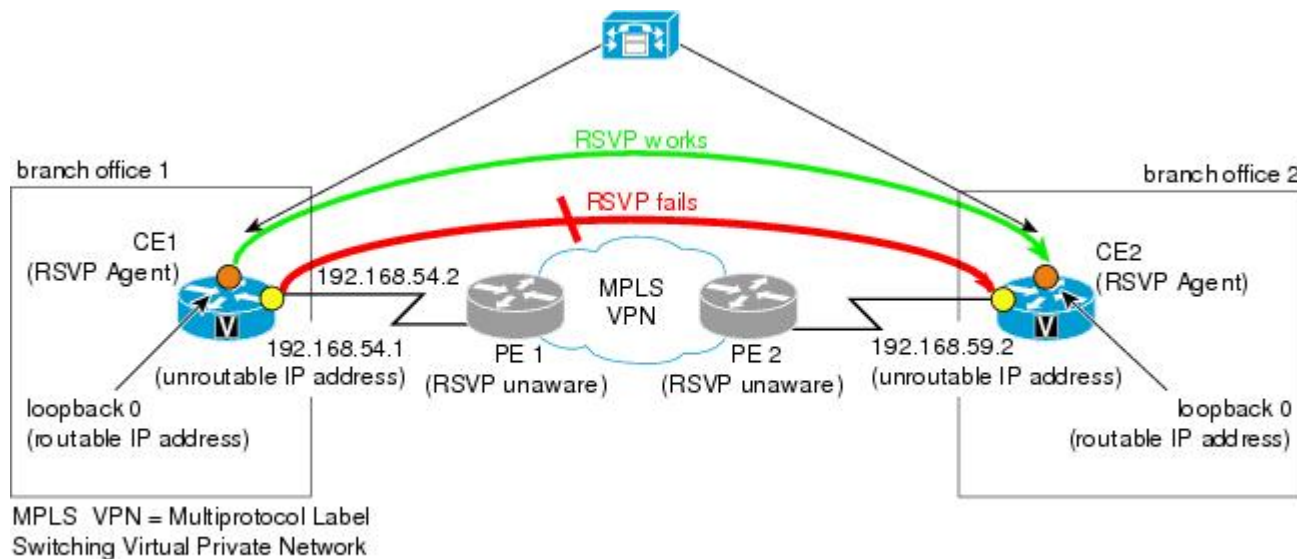 RSVP works
branch office 1
branch office 2
RSVP fails
CE1
(RSVP Agent)
CE2
(RSVP Agent)
192.168.54.2
MPLS
VPN
V
V
192.168.54.1
(unroutable IP address)
PE 1
(RSVP unaware)
PE 2
(RSVP unaware)
192.168.59.2
(unroutable IP address)
loopback 0
(routable IP address)
loopback 0
(routable IP address)
MPLS VPN = Multiprotocol Label
Switching Virtual Private Network